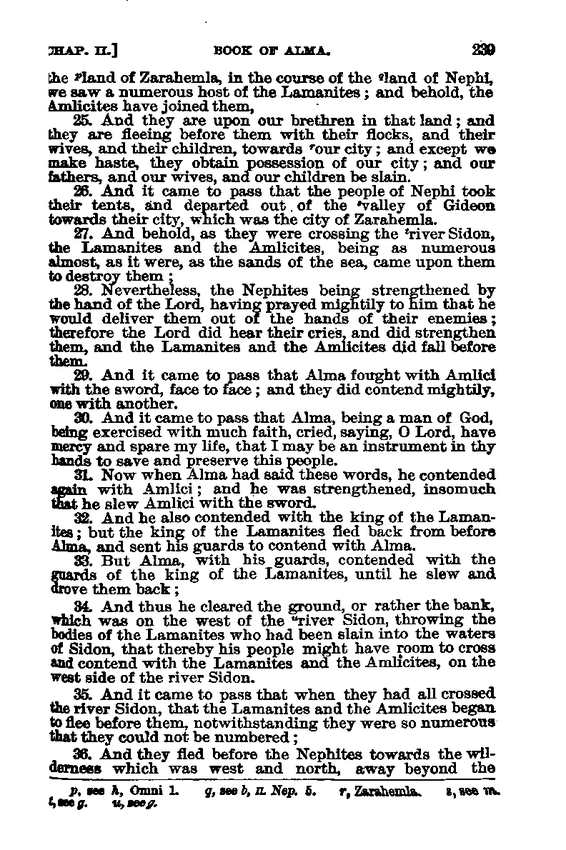 CHAP. II.] BOOK OF ALMA. 239
the ᵖland of Zarahemla, in the course of the ᑫland of Nephi,
we saw a numerous host of the Lamanites; and behold, the
Amlicites have joined them,
25. And they are upon our brethren in that land; and
they are fleeing before them with their flocks, and their
wives, and their children, towards ʳour city; and except we
make haste, they obtain possession of our city; and our
fathers, and our wives, and our children be slain.
26. And it came to pass that the people of Nephi took
their tents, and departed out of the ˢvalley of Gideon
towards their city, which was the city of Zarahemla.
27. And behold, as they were crossing the ᵗriver Sidon,
the Lamanites and the Amlicites, being as numerous
almost, as it were, as the sands of the sea, came upon them
to destroy them;
28. Nevertheless, the Nephites being strengthened by
the hand of the Lord, having prayed mightily to him that he
would deliver them out of the hands of their enemies;
therefore the Lord did hear their cries, and did strengthen
them, and the Lamanites and the Amlicites did fall before
them.
29. And it came to pass that Alma fought with Amlici
with the sword, face to face; and they did contend mightily,
one with another.
30. And it came to pass that Alma, being a man of God,
being exercised with much faith, cried, saying, O Lord, have
mercy and spare my life, that I may be an instrument in thy
hands to save and preserve this people.
31. Now when Alma had said these words, he contended
again with Amlici; and he was strengthened, insomuch
that he slew Amlici with the sword.
32. And he also contended with the king of the Laman-
ites; but the king of the Lamanites fled back from before
Alma, and sent his guards to contend with Alma.
33. But Alma, with his guards, contended with the
guards of the king of the Lamanites, until he slew and
drove them back;
34. And thus he cleared the ground, or rather the bank,
which was on the west of the ᵘriver Sidon, throwing the
bodies of the Lamanites who had been slain into the waters
of Sidon, that thereby his people might have room to cross
and contend with the Lamanites and the Amlicites, on the
west side of the river Sidon.
35. And it came to pass that when they had all crossed
the river Sidon, that the Lamanites and the Amlicites began
to flee before them, notwithstanding they were so numerous
that they could not be numbered;
36. And they fled before the Nephites towards the wil-
derness which was west and north, away beyond the
p, see h, Omni 1. q, see b, II. Nep. 5. r, Zarahemla. s, see m.
t, see g. u, see g.